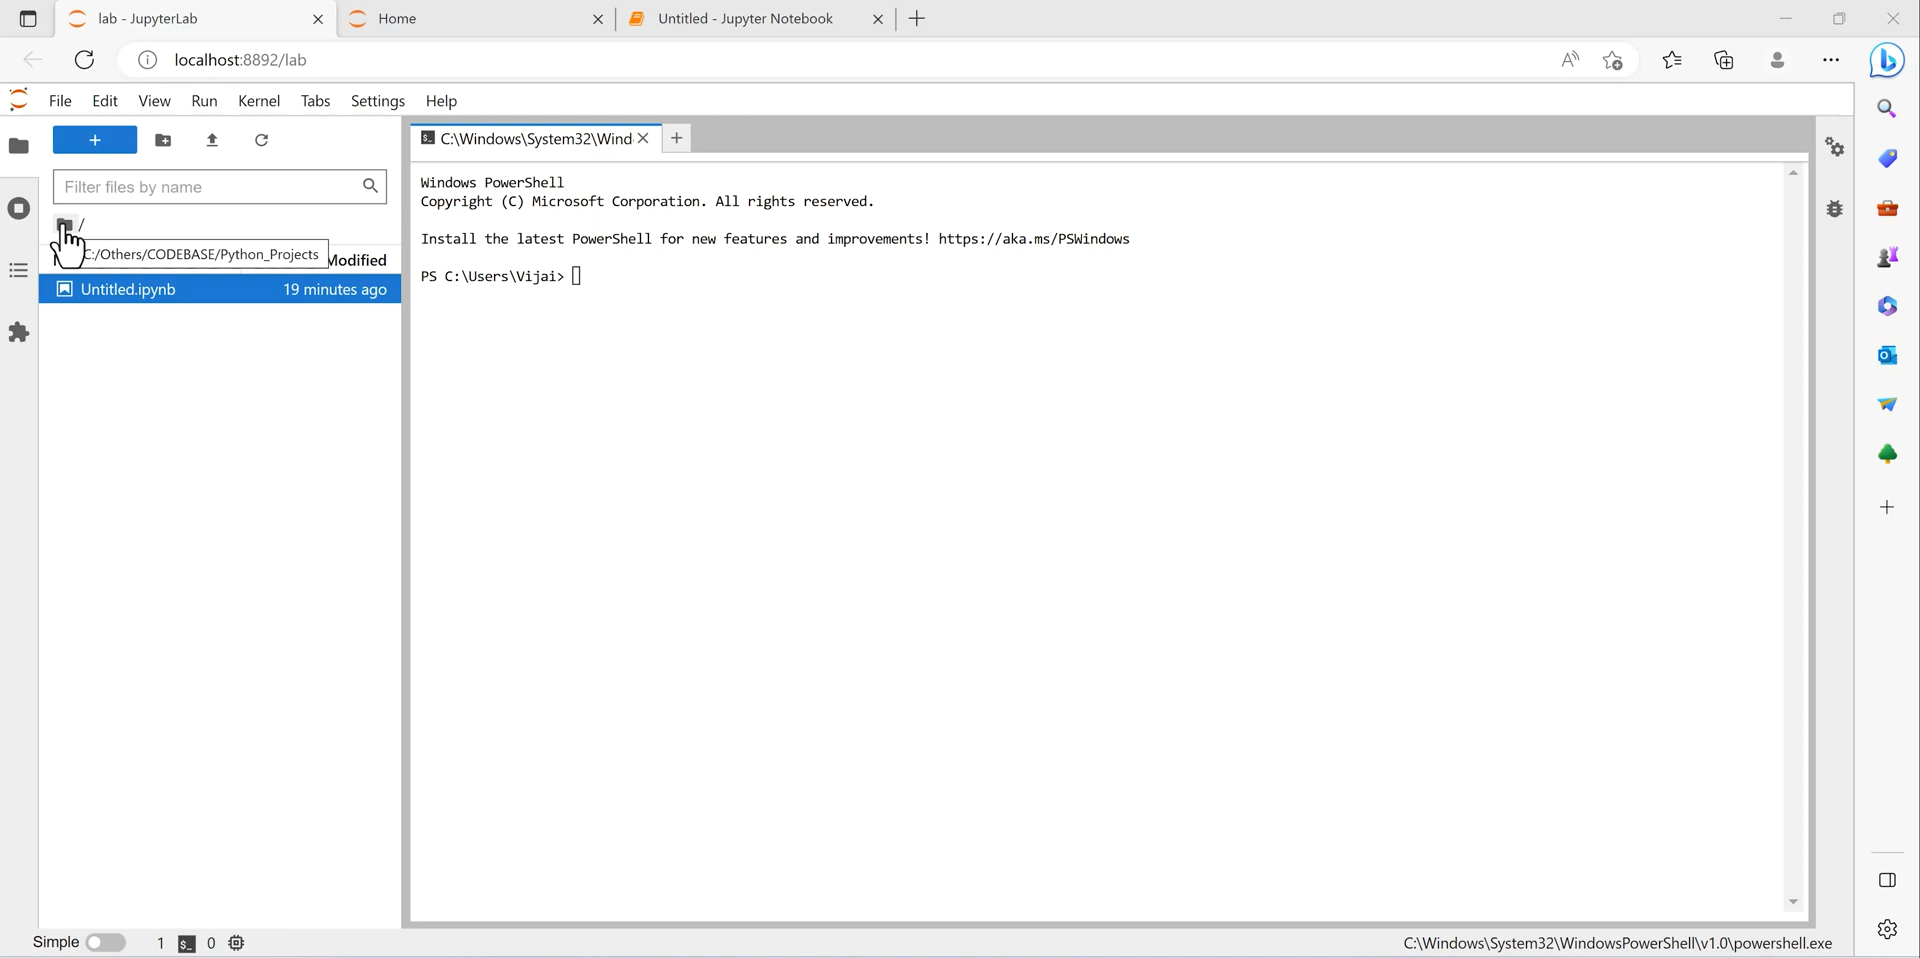 lab - JupyterLab
Home
Untitled - Jupyter Notebook
localhost:8892/lab
File Edit View Run Kernel Tabs Settings Help
C:\Windows\System32\Wind
Filter files by name
/
C:/Others/CODEBASE/Python_Projects
Modified
Untitled.ipynb 19 minutes ago
Windows PowerShell
Copyright (C) Microsoft Corporation. All rights reserved.
Install the latest PowerShell for new features and improvements! https://aka.ms/PSWindows
PS C:\Users\Vijai>
Simple 1 0
C:\Windows\System32\WindowsPowerShell\v1.0\powershell.exe